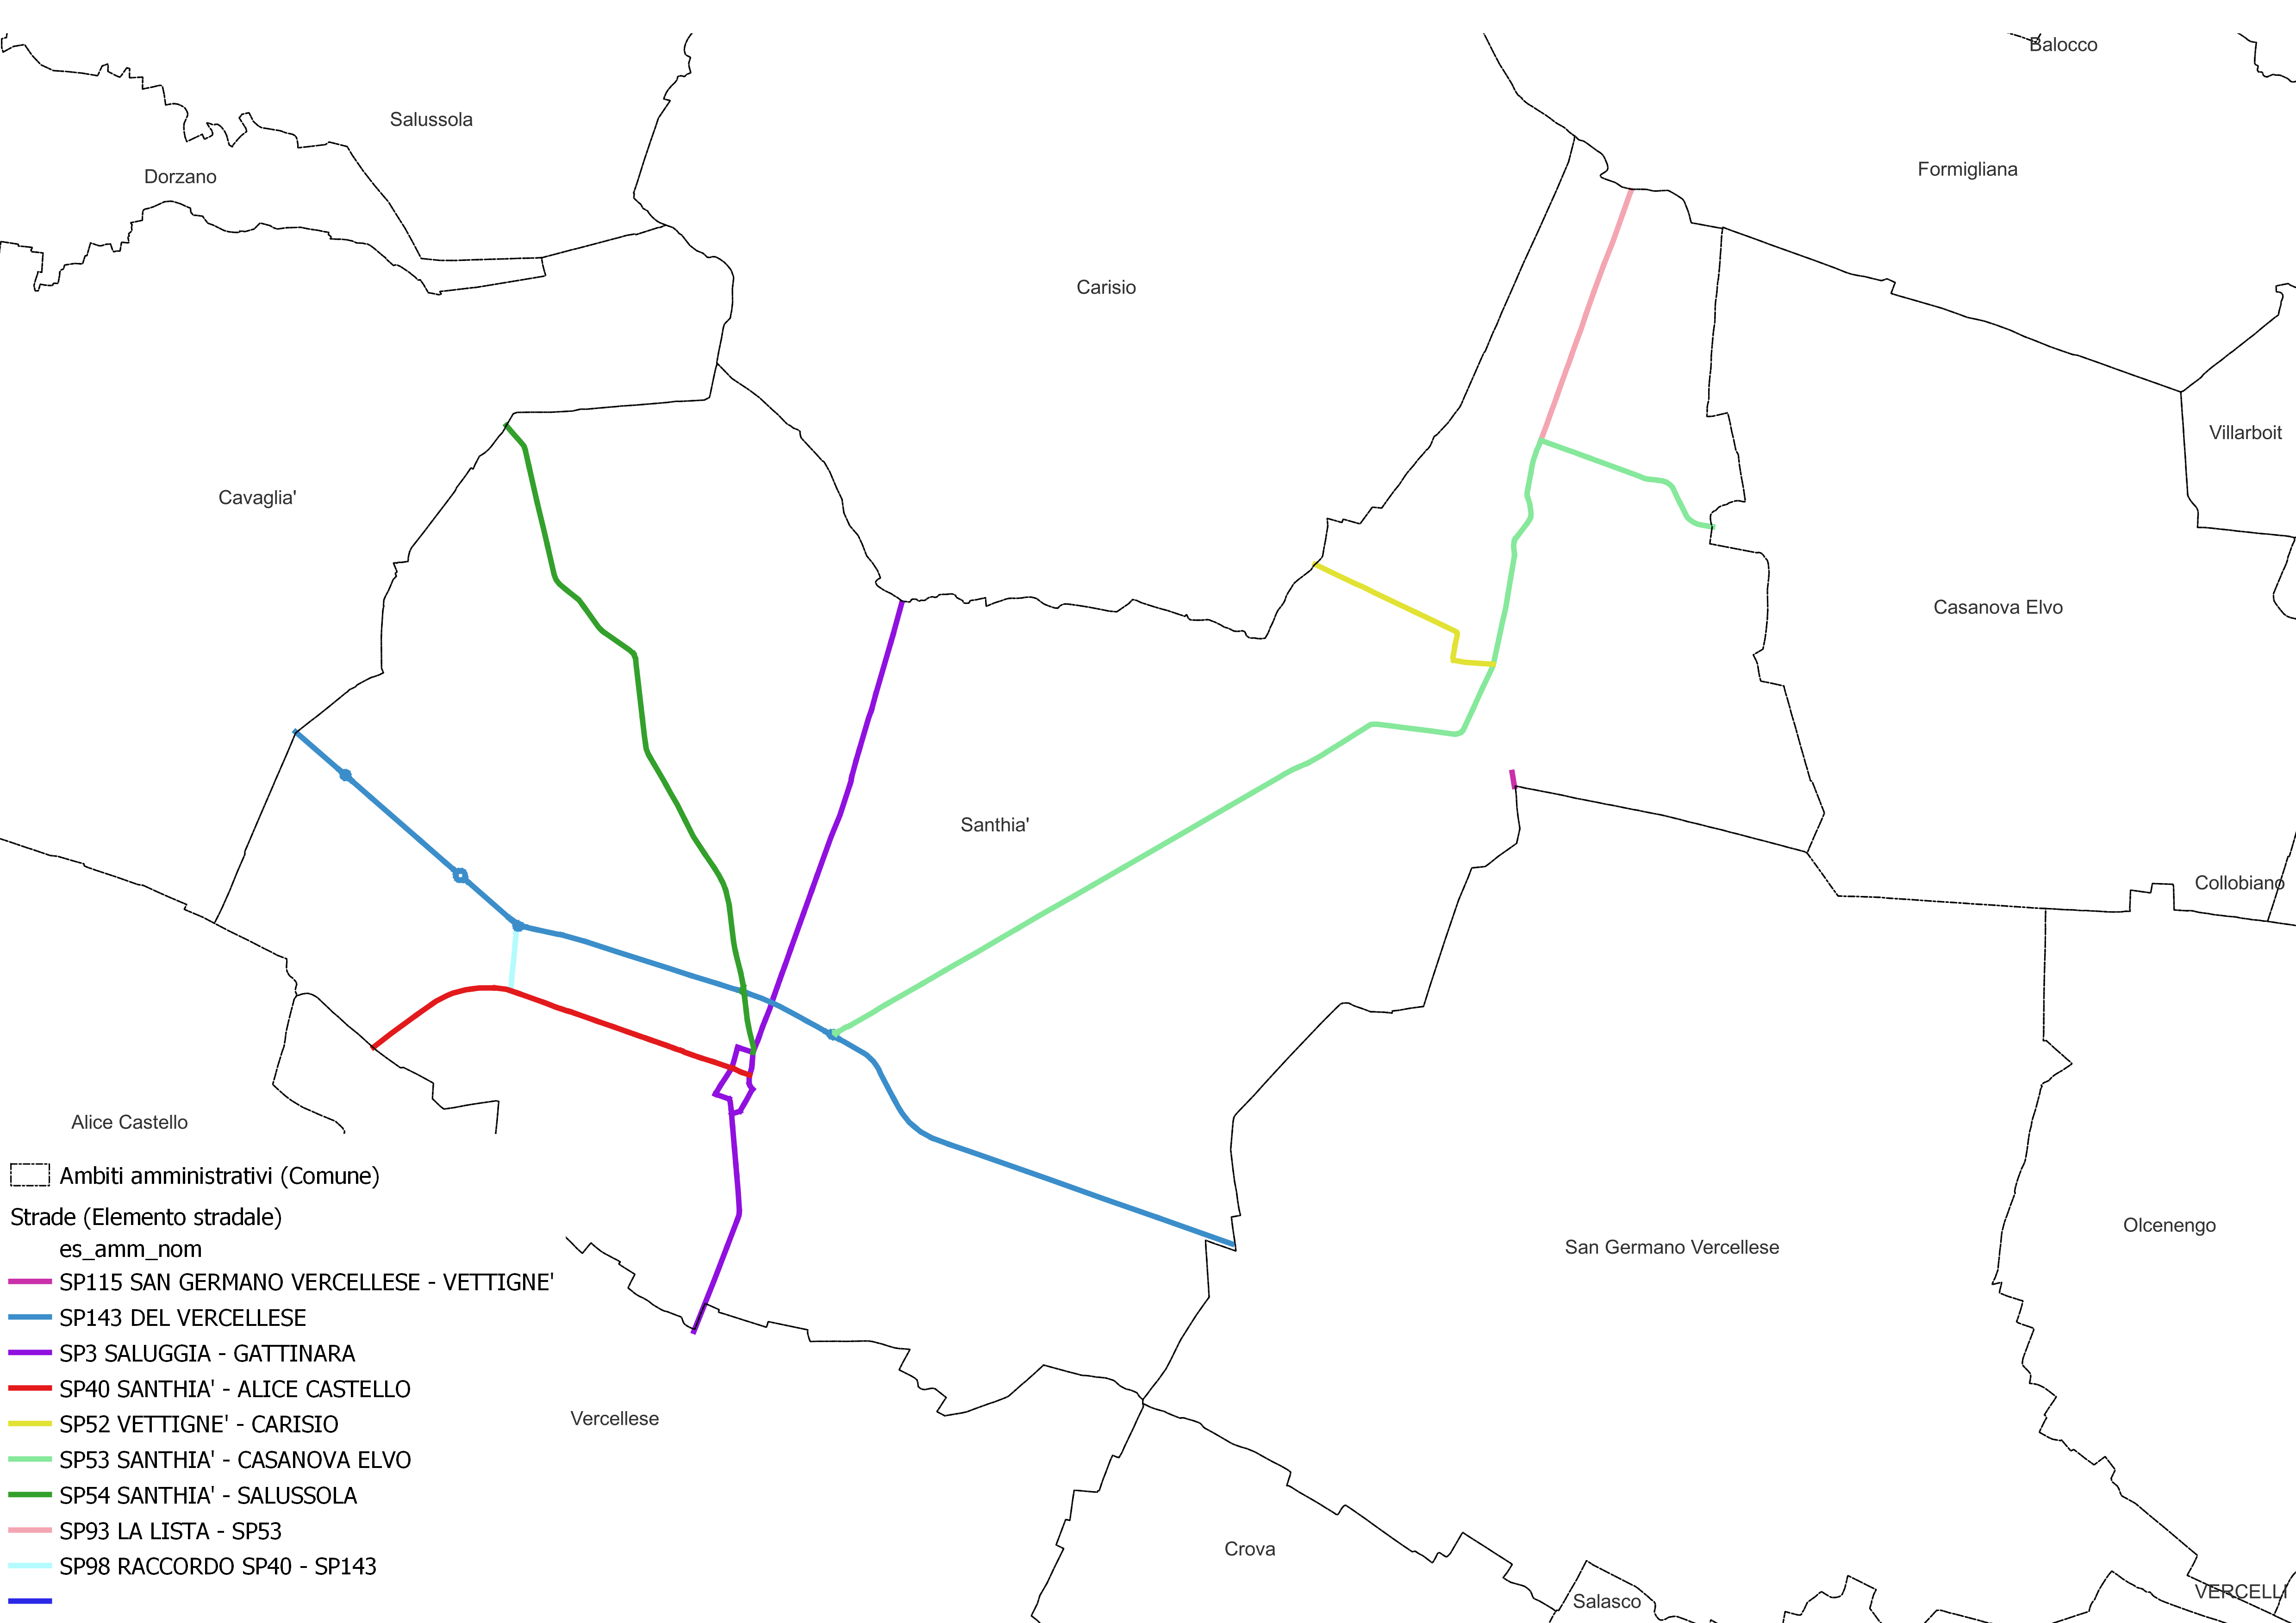 Balocco
Salussola
Formigliana
Dorzano
Carisio
Villarboit
Cavaglia'
Casanova Elvo
Santhia'
Collobiano
Alice Castello
Olcenengo
San Germano Vercellese
Vercellese
Crova
VERCELLI
Salasco
Ambiti amministrativi (Comune)
Strade (Elemento stradale)
es_amm_nom
SP115 SAN GERMANO VERCELLESE - VETTIGNE'
SP143 DEL VERCELLESE
SP3 SALUGGIA - GATTINARA
SP40 SANTHIA' - ALICE CASTELLO
SP52 VETTIGNE' - CARISIO
SP53 SANTHIA' - CASANOVA ELVO
SP54 SANTHIA' - SALUSSOLA
SP93 LA LISTA - SP53
SP98 RACCORDO SP40 - SP143